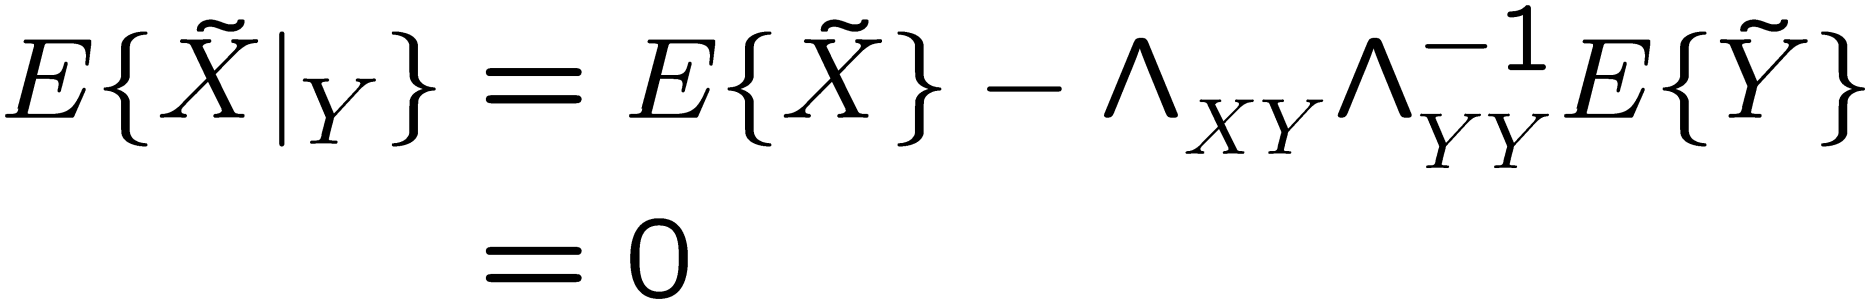 E{X̃|_Y} = E{X̃} − Λ_{XY}Λ_{YY}^{−1}E{Ỹ}
= 0